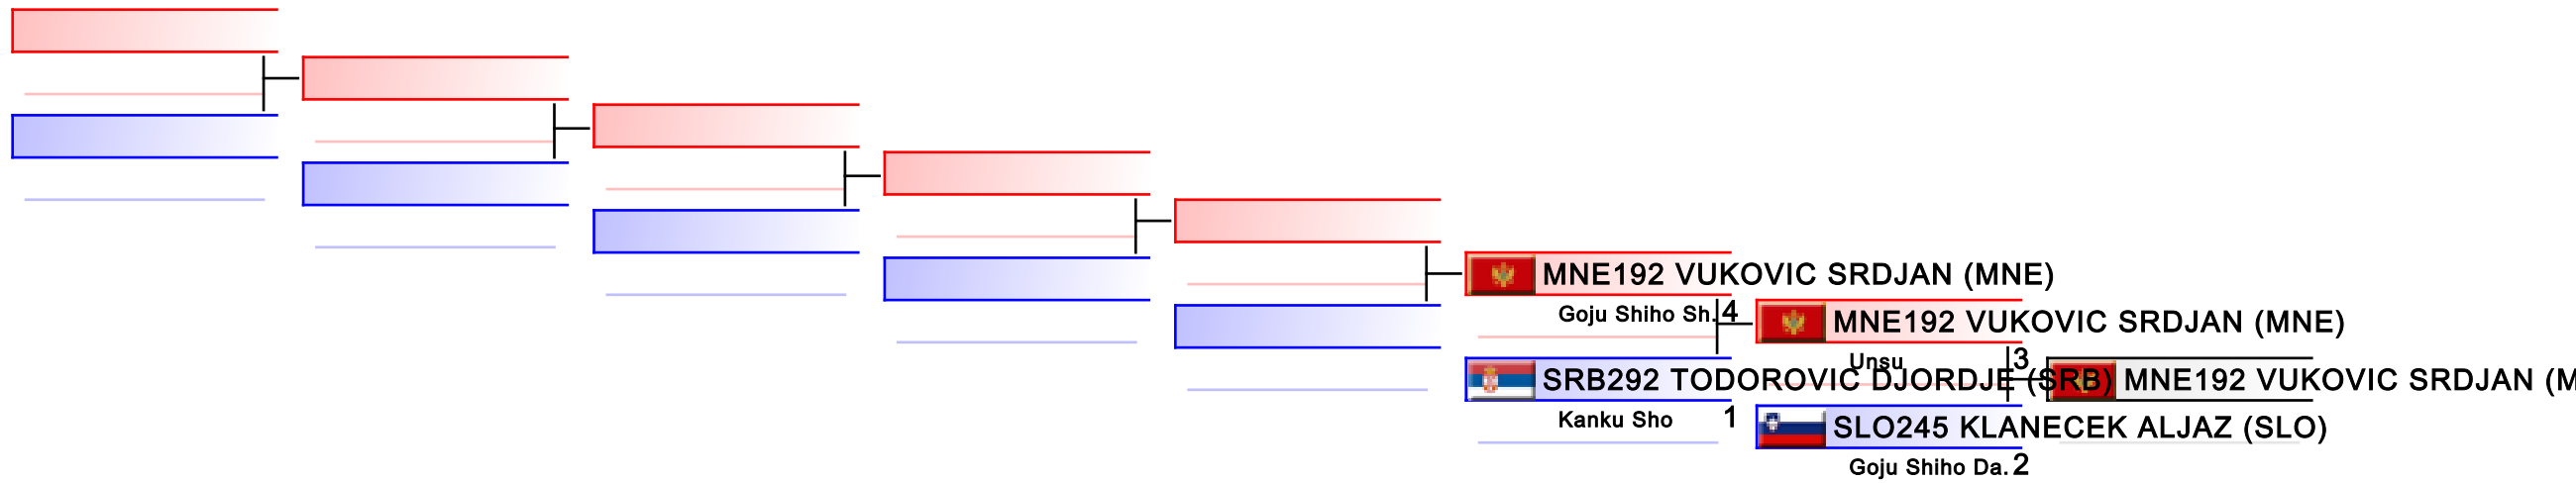 MNE192 VUKOVIC SRDJAN (MNE)
Goju Shiho Sh. 4
SRB292 TODOROVIC DJORDJE (SRB)
Kanku Sho 1
MNE192 VUKOVIC SRDJAN (MNE)
Unsu 3
SLO245 KLANECEK ALJAZ (SLO)
Goju Shiho Da. 2
MNE192 VUKOVIC SRDJAN (M